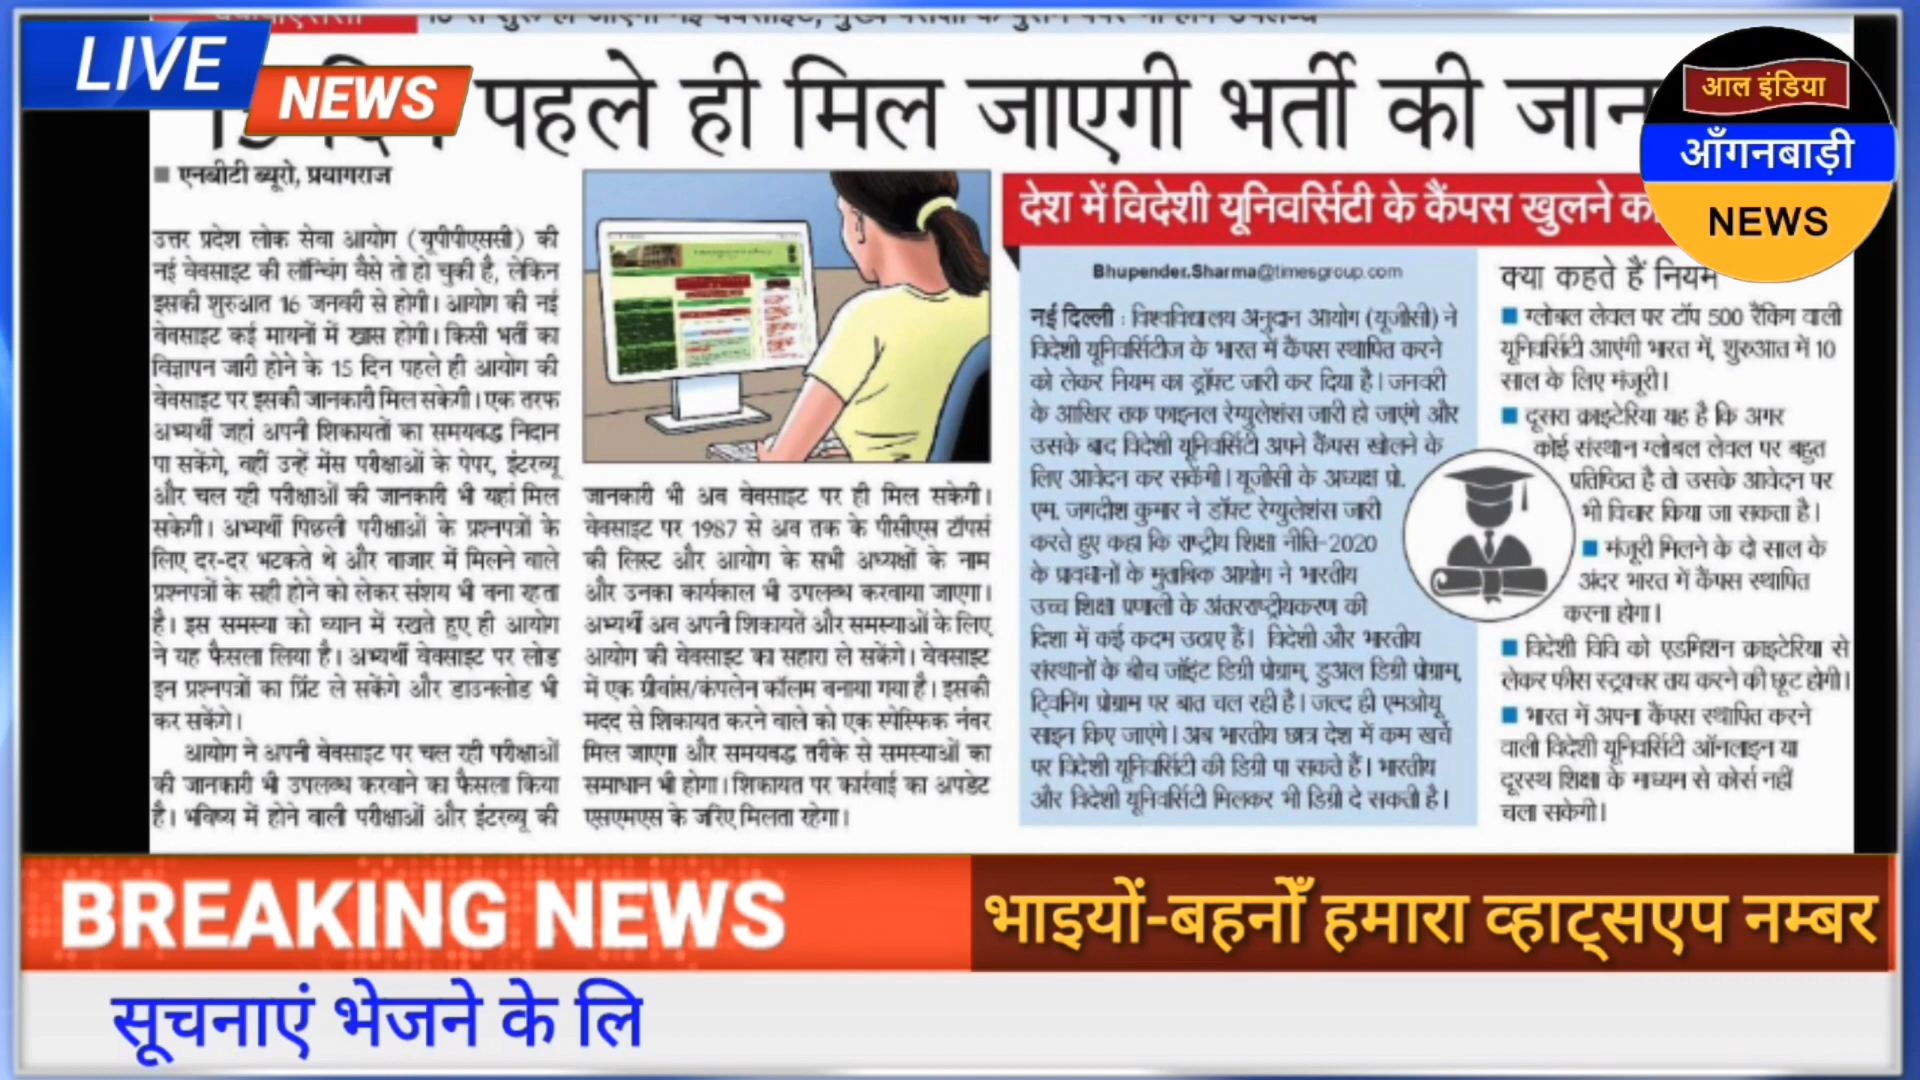 LIVE
NEWS
पहले ही मिल जाएगी भर्ती की
आल इंडिया
आँगनबाड़ी
NEWS
■ एनबीटी ब्यूरो, प्रयागराज
उत्तर प्रदेश लोक सेवा आयोग (यूपीपीएससी) की
नई वेबसाइट की लॉन्चिंग वैसे तो हो चुकी है, लेकिन
इसकी शुरुआत 16 जनवरी से होगी। आयोग की नई
वेबसाइट कई मायनों में खास होगी। किसी भर्ती का
विज्ञापन जारी होने के 15 दिन पहले ही आयोग की
वेबसाइट पर इसकी जानकारी मिल सकेगी। एक तरफ
अभ्यर्थी जहां अपनी शिकायतों का समयबद्ध निदान
पा सकेंगे, वहीं उन्हें मेंस परीक्षाओं के पेपर, इंटरव्यू
और चल रही परीक्षाओं की जानकारी भी यहां मिल
सकेगी। अभ्यर्थी पिछली परीक्षाओं के प्रश्नपत्रों के
लिए दर-दर भटकते थे और बाजार में मिलने वाले
प्रश्नपत्रों के सही होने को लेकर संशय भी बना रहता
है। इस समस्या को ध्यान में रखते हुए ही आयोग
ने यह फैसला लिया है। अभ्यर्थी वेबसाइट पर लोड
इन प्रश्नपत्रों का प्रिंट ले सकेंगे और डाउनलोड भी
कर सकेंगे।
आयोग ने अपनी वेबसाइट पर चल रही परीक्षाओं
की जानकारी भी उपलब्ध करवाने का फैसला किया
है। भविष्य में होने वाली परीक्षाओं और इंटरव्यू की
जानकारी भी अब वेबसाइट पर ही मिल सकेगी।
वेबसाइट पर 1987 से अब तक के पीसीएस टॉपर्स
की लिस्ट और आयोग के सभी अध्यक्षों के नाम
और उनका कार्यकाल भी उपलब्ध करवाया जाएगा।
अभ्यर्थी अब अपनी शिकायतें और समस्याओं के लिए
आयोग की वेबसाइट का सहारा ले सकेंगे। वेबसाइट
में एक ग्रीवांस/कंपलेन कॉलम बनाया गया है। इसकी
मदद से शिकायत करने वाले को एक स्पेस्फिक नंबर
मिल जाएगा और समयबद्ध तरीके से समस्याओं का
समाधान भी होगा। शिकायत पर कार्रवाई का अपडेट
एसएमएस के जरिए मिलता रहेगा।
देश में विदेशी यूनिवर्सिटी के कैंपस खुलने का
Bhupender.Sharma@timesgroup.com
नई दिल्ली : विश्वविद्यालय अनुदान आयोग (यूजीसी) ने
विदेशी यूनिवर्सिटीज के भारत में कैंपस स्थापित करने
को लेकर नियम का ड्रॉफ्ट जारी कर दिया है। जनवरी
के आखिर तक फाइनल रेग्युलेशंस जारी हो जाएंगे और
उसके बाद विदेशी यूनिवर्सिटी अपने कैंपस खोलने के
लिए आवेदन कर सकेंगी। यूजीसी के अध्यक्ष प्रो.
एम. जगदीश कुमार ने ड्रॉफ्ट रेग्युलेशंस जारी
करते हुए कहा कि राष्ट्रीय शिक्षा नीति-2020
के प्रावधानों के मुताबिक आयोग ने भारतीय
उच्च शिक्षा प्रणाली के अंतरराष्ट्रीयकरण की
दिशा में कई कदम उठाए हैं। विदेशी और भारतीय
संस्थानों के बीच जॉइंट डिग्री प्रोग्राम, डुअल डिग्री प्रोग्राम,
ट्विनिंग प्रोग्राम पर बात चल रही है। जल्द ही एमओयू
साइन किए जाएंगे। अब भारतीय छात्र देश में कम खर्चे
पर विदेशी यूनिवर्सिटी की डिग्री पा सकते हैं। भारतीय
और विदेशी यूनिवर्सिटी मिलकर भी डिग्री दे सकती है।
क्या कहते हैं नियम
■ ग्लोबल लेवल पर टॉप 500 रैंकिंग वाली
यूनिवर्सिटी आएंगी भारत में, शुरुआत में 10
साल के लिए मंजूरी।
■ दूसरा क्राइटेरिया यह है कि अगर
कोई संस्थान ग्लोबल लेवल पर बहुत
प्रतिष्ठित है तो उसके आवेदन पर
भी विचार किया जा सकता है।
■ मंजूरी मिलने के दो साल के
अंदर भारत में कैंपस स्थापित
करना होगा।
■ विदेशी विवि को एडमिशन क्राइटेरिया से
लेकर फीस स्ट्रक्चर तय करने की छूट होगी।
■ भारत में अपना कैंपस स्थापित करने
वाली विदेशी यूनिवर्सिटी ऑनलाइन या
दूरस्थ शिक्षा के माध्यम से कोर्स नहीं
चला सकेगी।
BREAKING NEWS
भाइयों-बहनोँ हमारा व्हाट्सएप नम्बर
सूचनाएं भेजने के लि